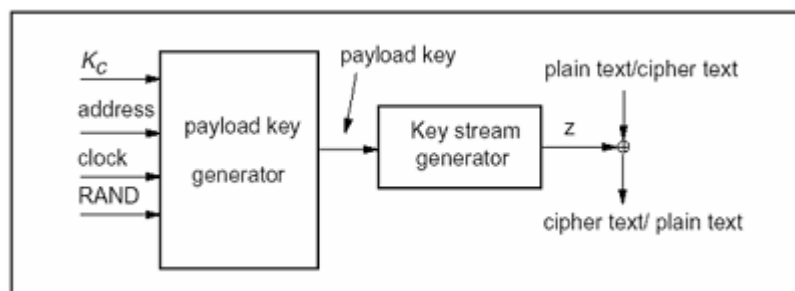 K_C
address
clock
RAND
payload key
generator
payload key
Key stream
generator
z
plain text/cipher text
cipher text/ plain text